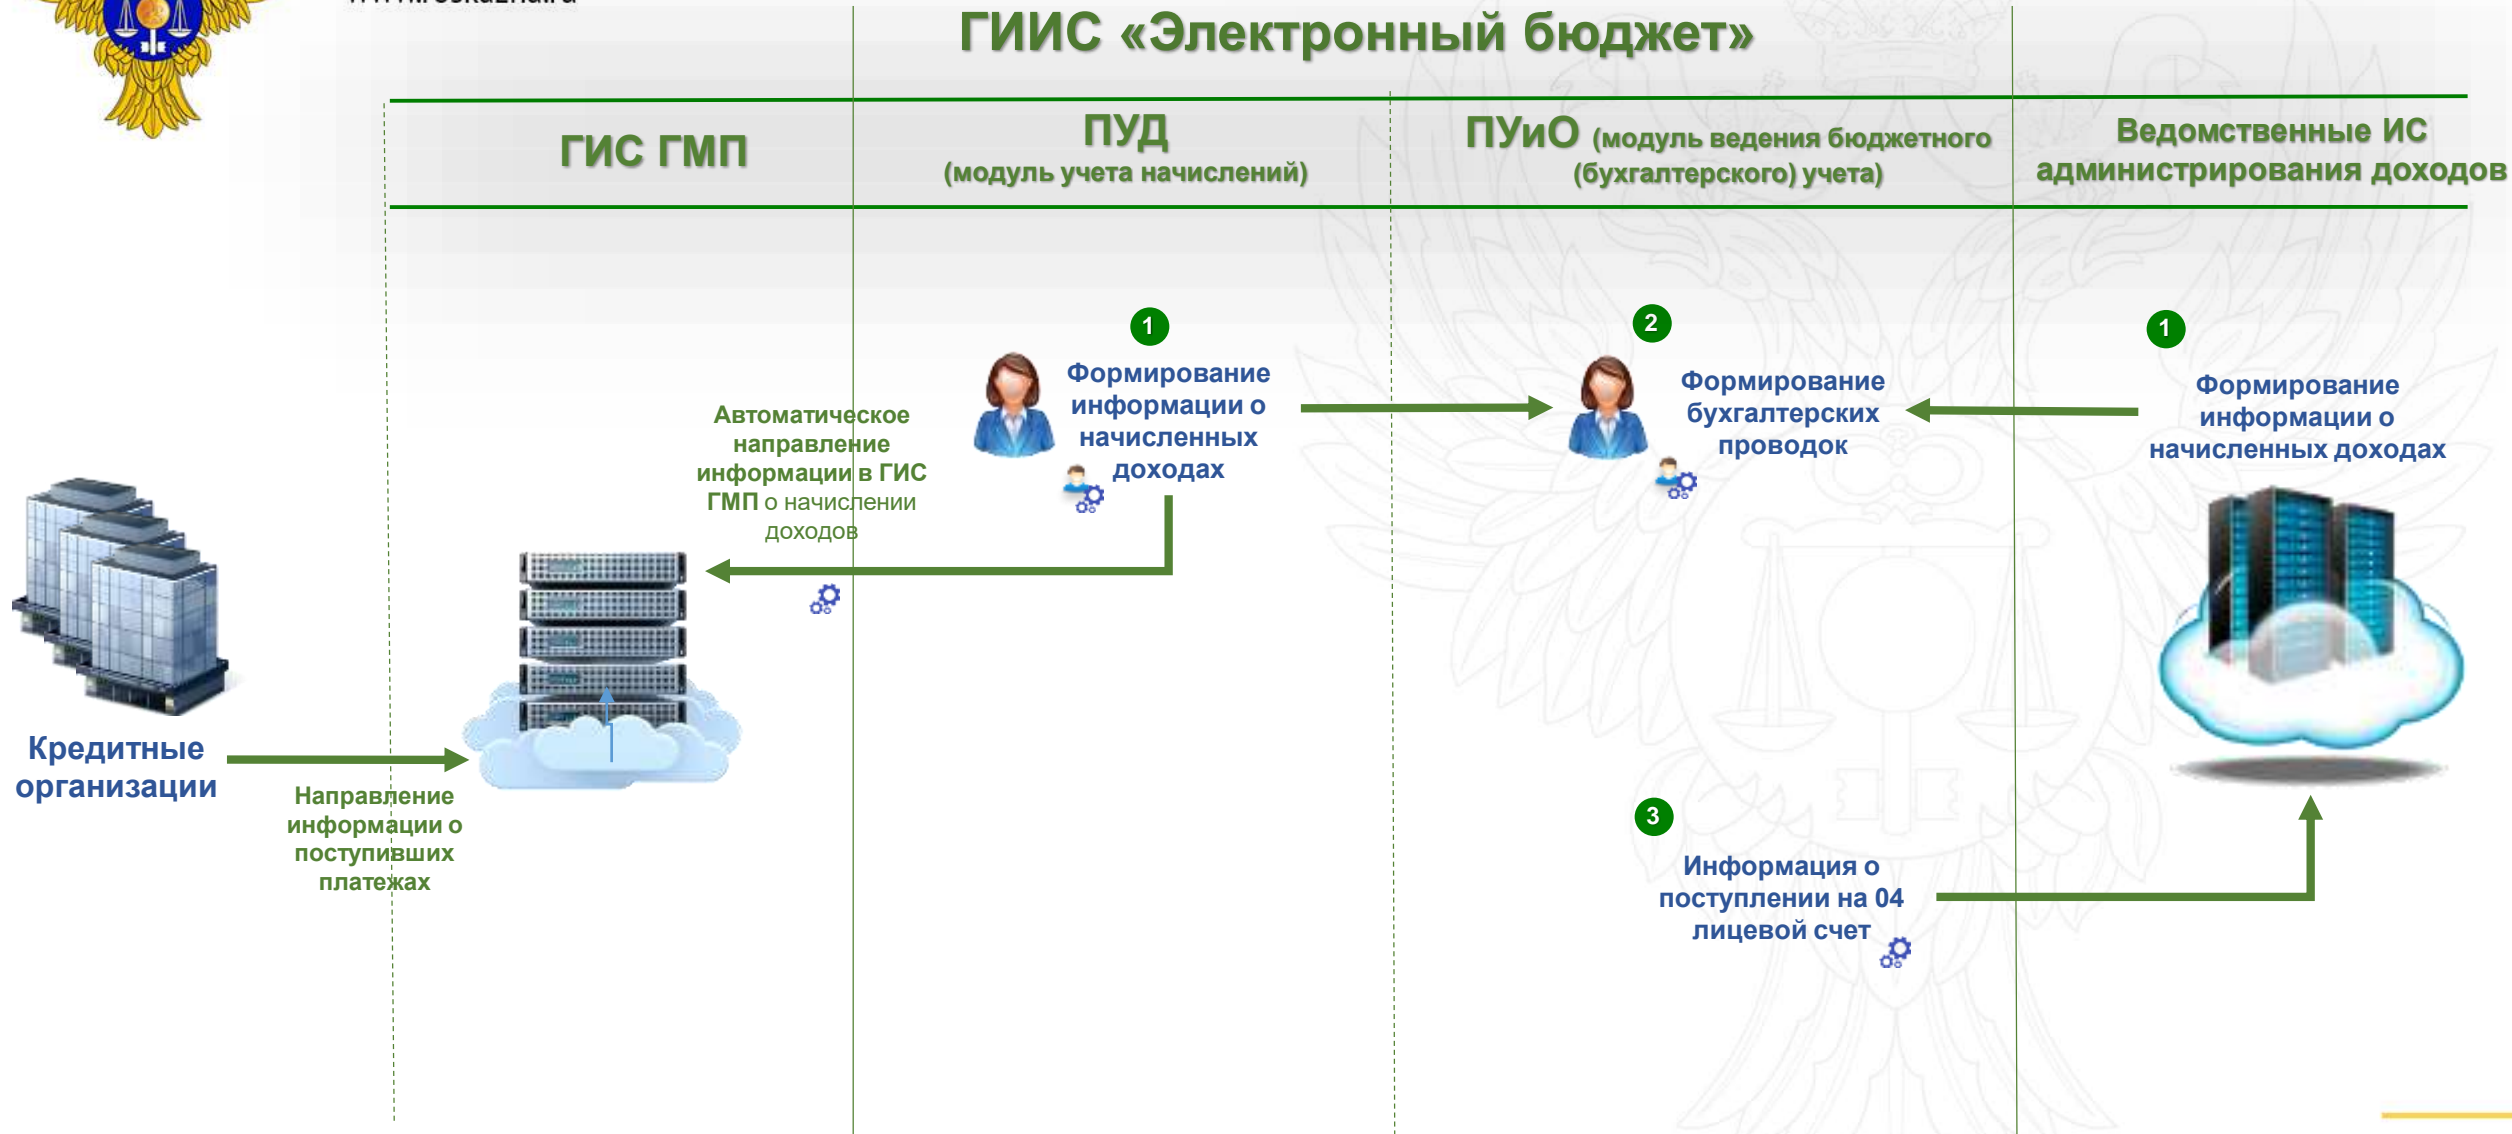 ГИИС «Электронный бюджет»
ГИС ГМП
ПУД
(модуль учета начислений)
ПУиО (модуль ведения бюджетного
(бухгалтерского) учета)
Ведомственные ИС
администрирования доходов
1
Формирование
информации о
начисленных
доходах
2
Формирование
бухгалтерских
проводок
1
Формирование
информации о
начисленных доходах
Автоматическое
направление
информации в ГИС
ГМП о начислении
доходов
Кредитные
организации
Направление
информации о
поступивших
платежах
3
Информация о
поступлении на 04
лицевой счет